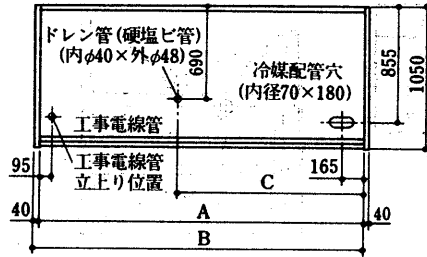 ドレン管(硬塩ビ管)
(内φ40×外φ48)
690
冷媒配管穴
(内径70×180)
855
1050
工事電線管
工事電線管
立上り位置
95
165
C
40
A
40
B